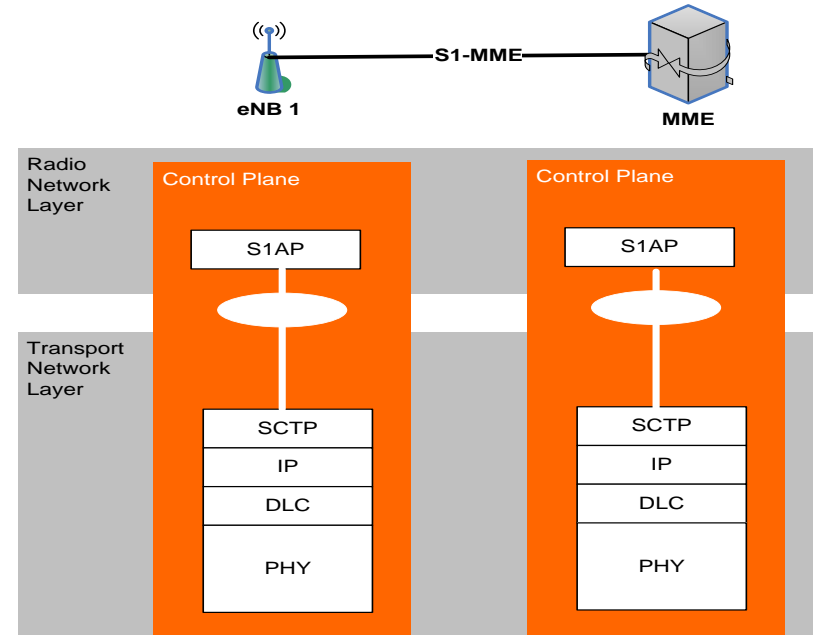 S1-MME
eNB 1
MME
Radio
Network
Layer
Control Plane
Control Plane
S1AP
S1AP
Transport
Network
Layer
SCTP
IP
DLC
PHY
SCTP
IP
DLC
PHY